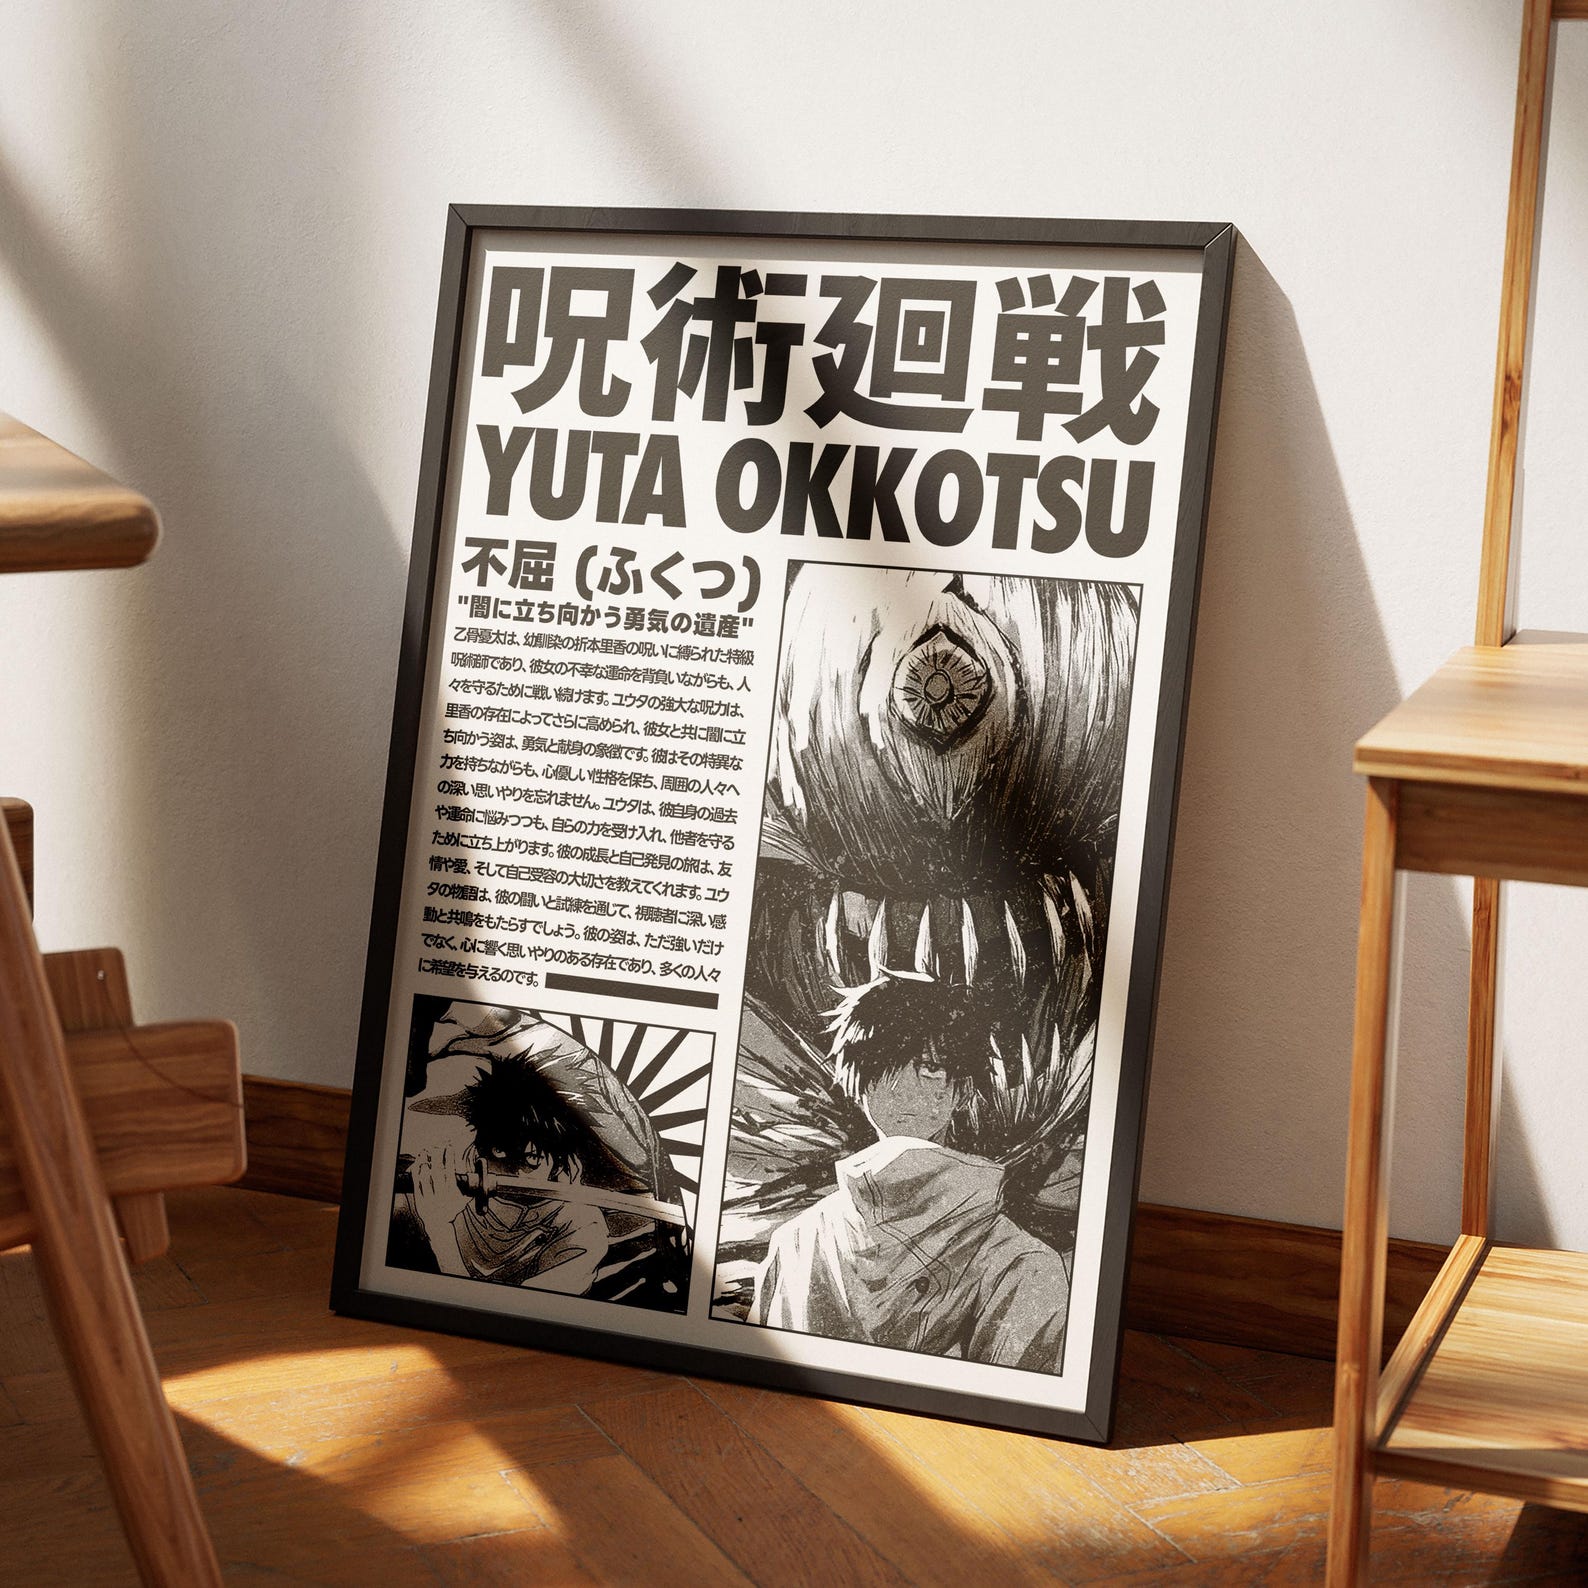 呪術廻戦
YUTA OKKOTSU
不屈 (ふくつ)
"闇に立ち向かう勇気の遺産"
乙骨憂太は、幼馴染の折本里香の呪いに縛られた特級
呪術師であり、彼女の不幸な運命を背負いながらも、人
々を守るために戦い続けます。ユウタの強大な呪力は、
里香の存在によってさらに高められ、彼女と共に闇に立
ち向かう姿は、勇気と献身の象徴です。彼はその特異な
力を持ちながらも、心優しい性格を保ち、周囲の人々へ
の深い思いやりを忘れません。ユウタは、彼自身の過去
や運命に悩みつつも、自らの力を受け入れ、他者を守る
ために立ち上がります。彼の成長と自己発見の旅は、友
情や愛、そして自己受容の大切さを教えてくれます。ユウ
タの物語は、彼の闘いと試練を通じて、視聴者に深い感
動と共鳴をもたらすでしょう。彼の姿は、ただ強いだけ
でなく、心に響く思いやりのある存在であり、多くの人々
に希望を与えるのです。